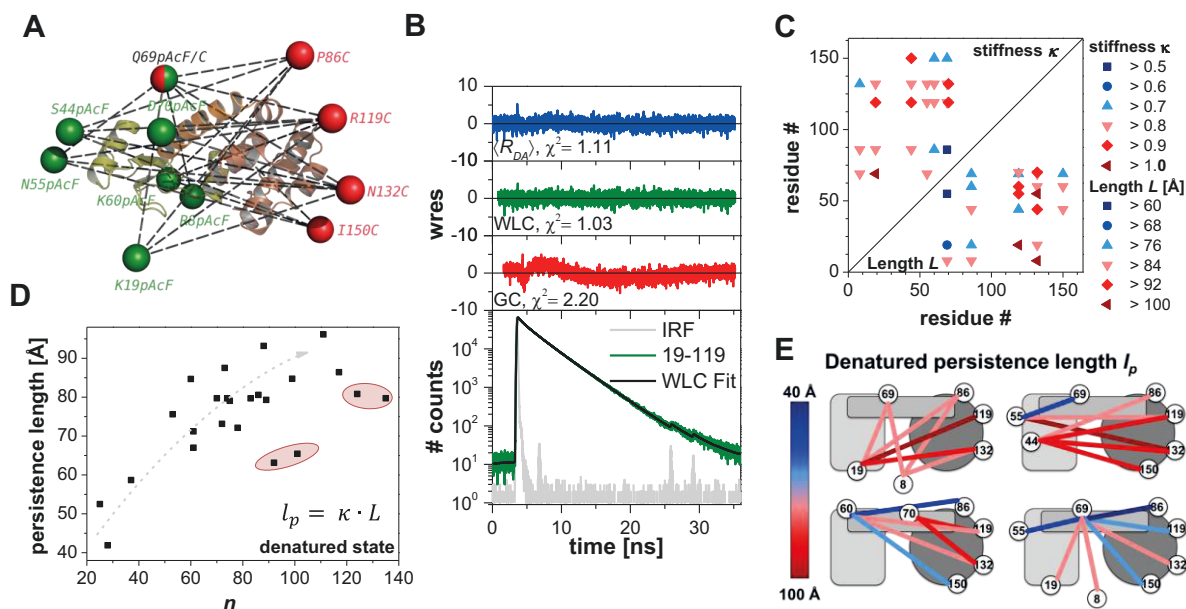 A
Q69pAcF/C
P86C
S44pAcF
D70pAcF
R119C
N55pAcF
K60pAcF
N132C
R8pAcF
I150C
K19pAcF
B
10
0
-10
⟨R_DA⟩, χ² = 1.11
0
-10
WLC, χ² = 1.03
0
-10
GC, χ² = 2.20
wres
10⁴
10³
10²
10¹
10⁰
# counts
IRF
19-119
WLC Fit
0 10 20 30
time [ns]
C
stiffness κ
Length L
150
100
50
0
residue #
0 50 100 150
residue #
stiffness κ
> 0.5
> 0.6
> 0.7
> 0.8
> 0.9
> 1.0
Length L [Å]
> 60
> 68
> 76
> 84
> 92
> 100
D
90
80
70
60
50
40
persistence length [Å]
l_p = κ · L
denatured state
20 40 60 80 100 120 140
n
E
Denatured persistence length l_p
40 Å
100 Å
69 86
119
132
19
8
69 86
55
119
44
132
150
60 70 86
119
132
150
69 86
55
119
132
150
19
8